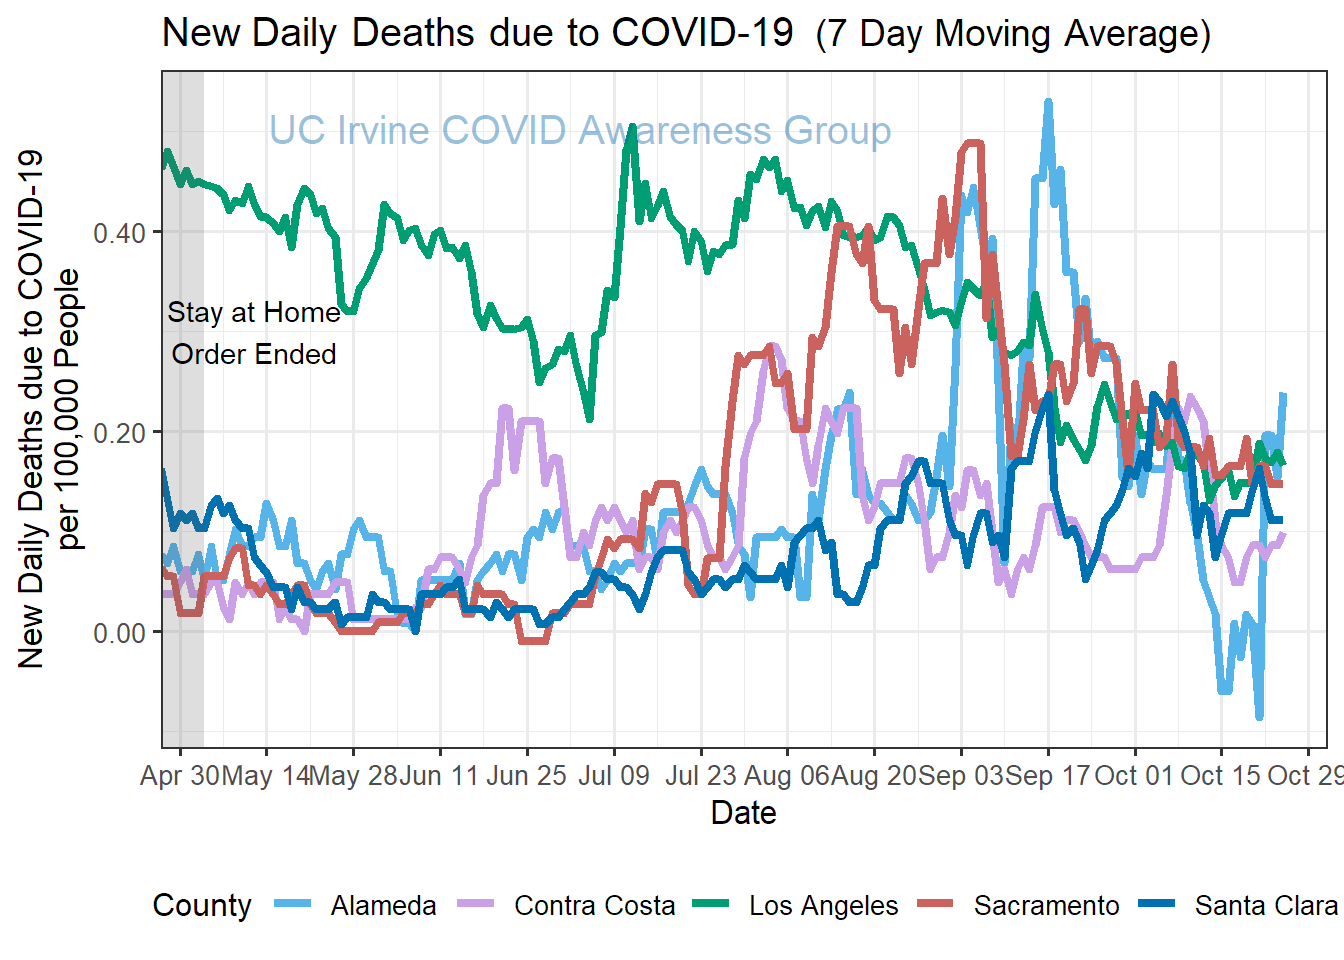 New Daily Deaths due to COVID-19 (7 Day Moving Average)
UC Irvine COVID Awareness Group
New Daily Deaths due to COVID-19
per 100,000 People
0.40
0.20
0.00
Stay at Home
Order Ended
Apr 30 May 14 May 28 Jun 11 Jun 25 Jul 09 Jul 23 Aug 06 Aug 20 Sep 03 Sep 17 Oct 01 Oct 15 Oct 29
Date
County Alameda Contra Costa Los Angeles Sacramento Santa Clara